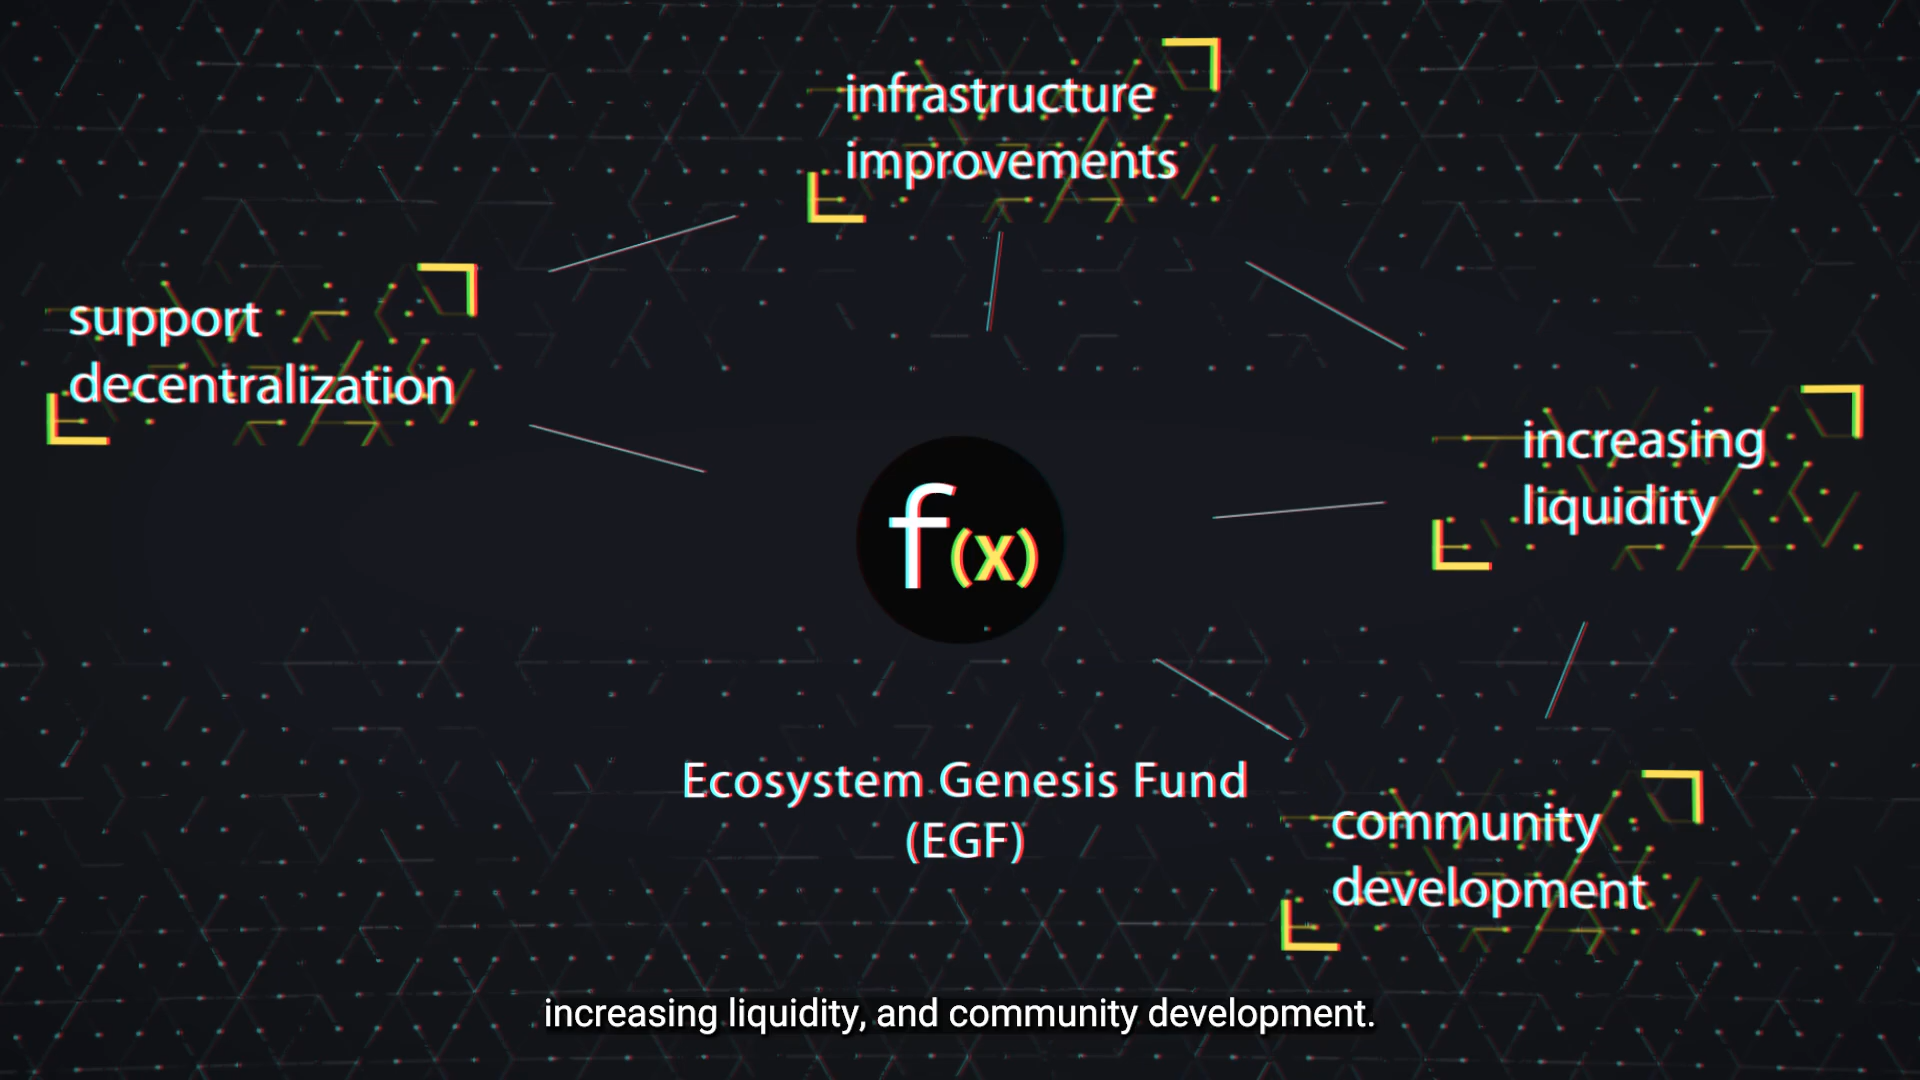 infrastructure
improvements
support
decentralization
increasing
liquidity
f(x)
Ecosystem Genesis Fund
(EGF)
community
development
increasing liquidity, and community development.